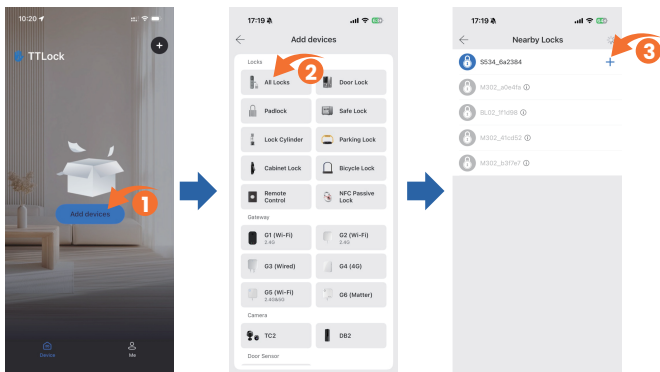 10:20
TTLock
Add devices
1
Device
Me
17:19
Add devices
Locks
2
All Locks
Door Lock
Padlock
Safe Lock
Lock Cylinder
Parking Lock
Cabinet Lock
Bicycle Lock
Remote
Control
NFC Passive
Lock
Gateway
G1 (Wi-Fi)
2.4G
G2 (Wi-Fi)
2.4G
G3 (Wired)
G4 (4G)
G5 (Wi-Fi)
2.4G&5G
G6 (Matter)
Camera
TC2
DB2
Door Sensor
17:19
Nearby Locks
3
S534_6a2384
M302_a0e4fa
M302_41cd52
M302_b3f7e7